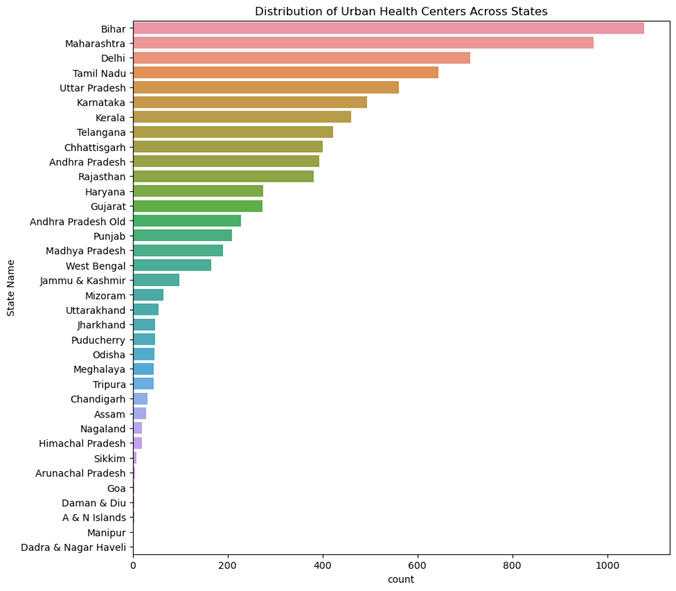 Distribution of Urban Health Centers Across States
State Name
Bihar
Maharashtra
Delhi
Tamil Nadu
Uttar Pradesh
Karnataka
Kerala
Telangana
Chhattisgarh
Andhra Pradesh
Rajasthan
Haryana
Gujarat
Andhra Pradesh Old
Punjab
Madhya Pradesh
West Bengal
Jammu & Kashmir
Mizoram
Uttarakhand
Jharkhand
Puducherry
Odisha
Meghalaya
Tripura
Chandigarh
Assam
Nagaland
Himachal Pradesh
Sikkim
Arunachal Pradesh
Goa
Daman & Diu
A & N Islands
Manipur
Dadra & Nagar Haveli
0 200 400 600 800 1000
count